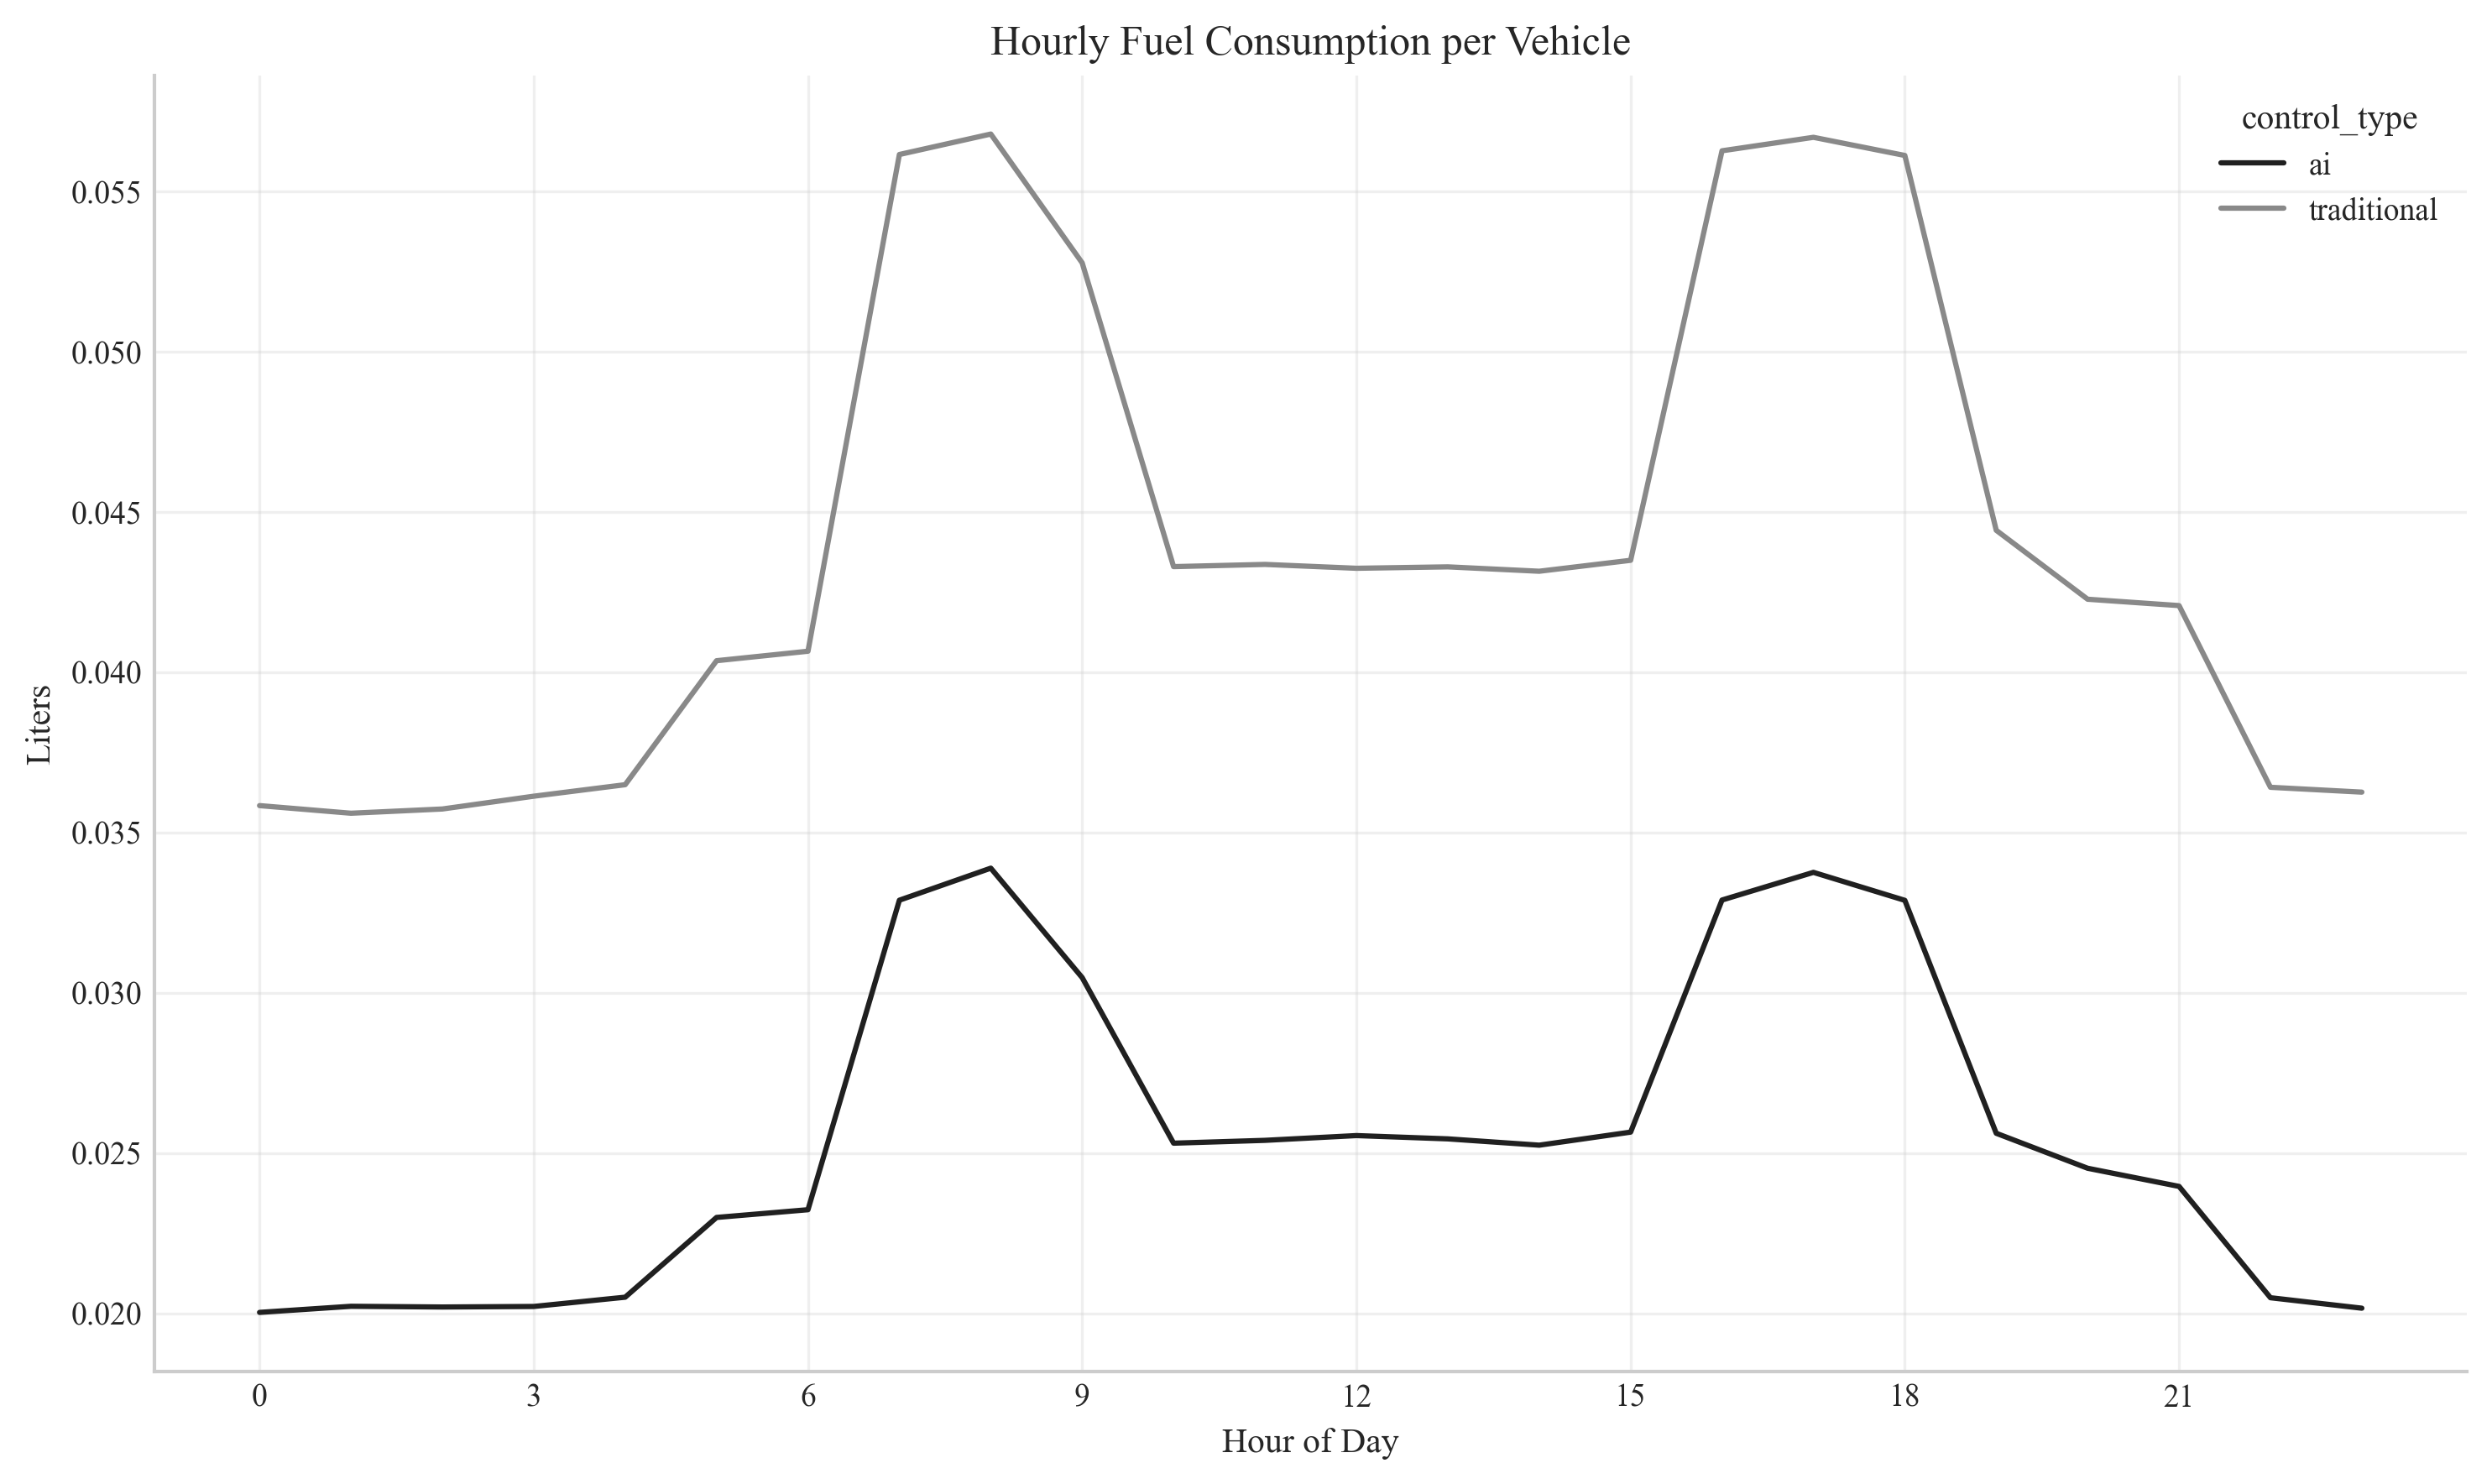 Hourly Fuel Consumption per Vehicle
control_type
ai
traditional
0.055
0.050
0.045
0.040
0.035
0.030
0.025
0.020
Liters
0 3 6 9 12 15 18 21
Hour of Day